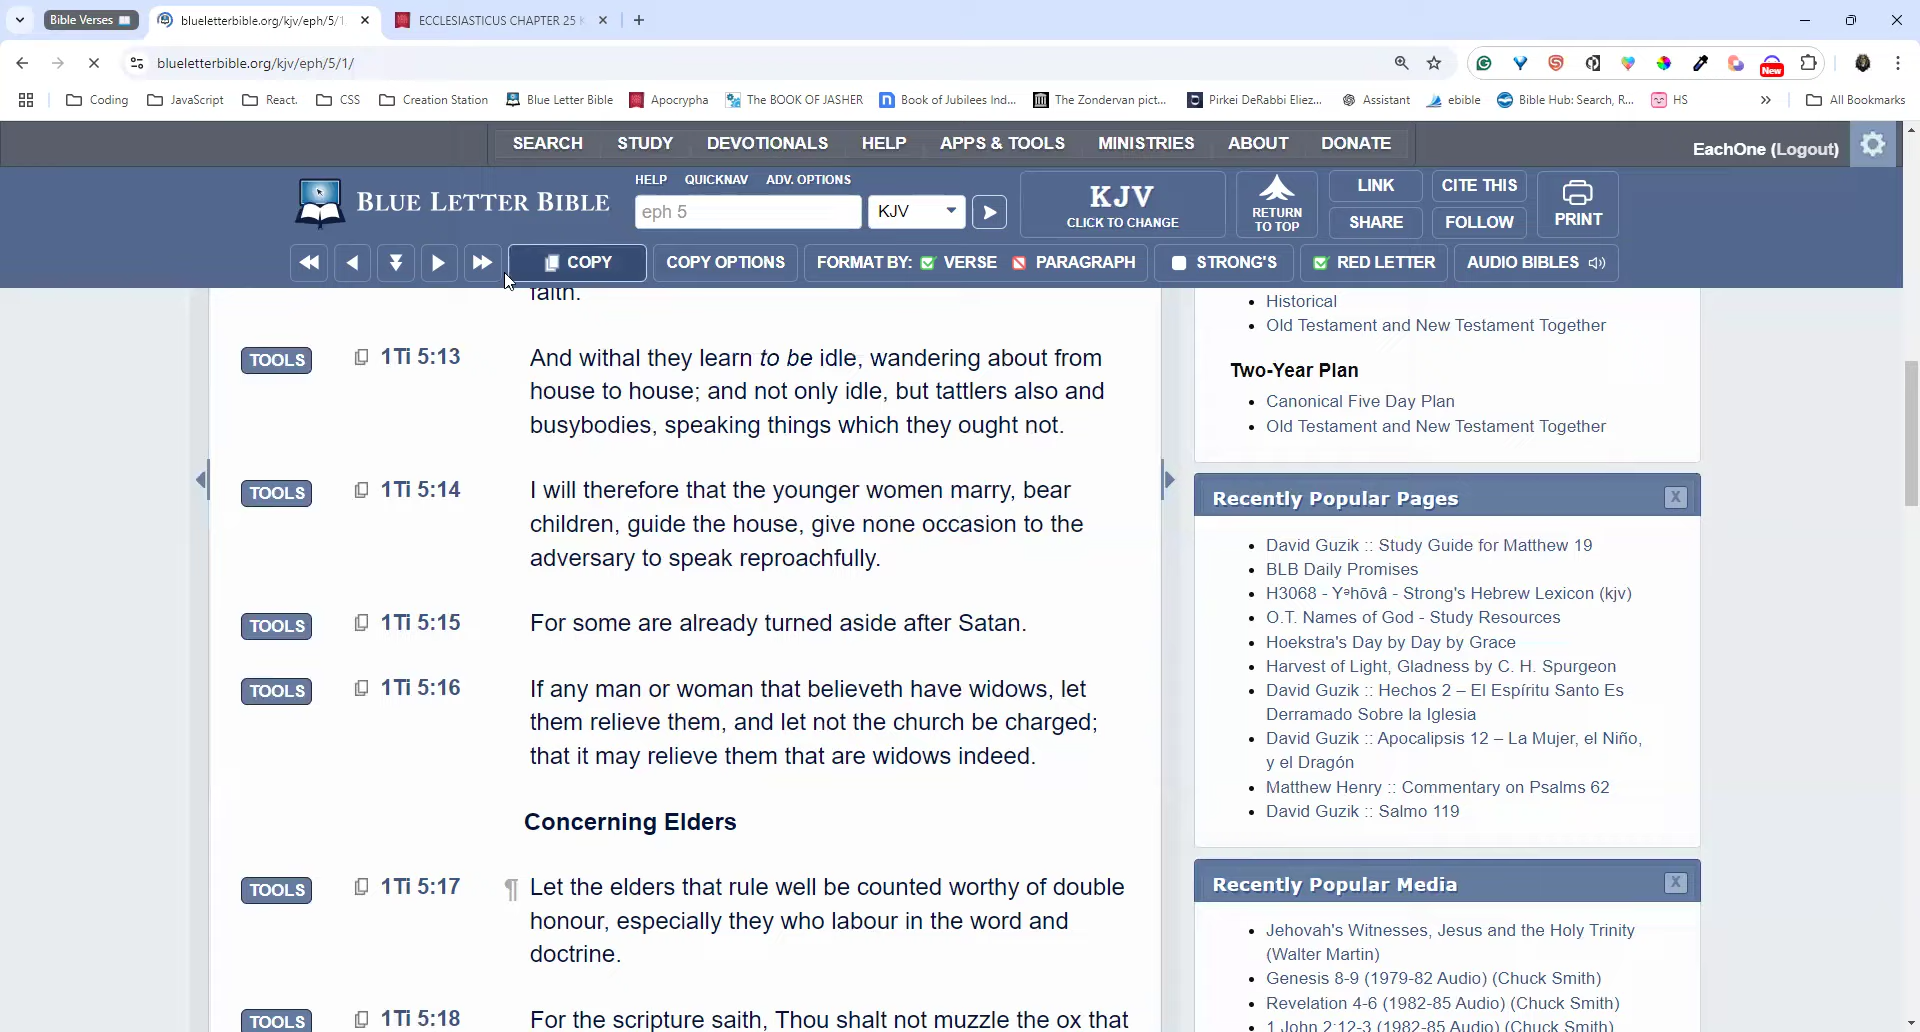 Bible Verses
blueletterbible.org/kjv/eph/5/1
ECCLESIASTICUS CHAPTER 25 K
blueletterbible.org/kjv/eph/5/1/
New
Coding
JavaScript
React.
CSS
Creation Station
Blue Letter Bible
Apocrypha
The BOOK OF JASHER
Book of Jubilees Ind...
The Zondervan pict...
Pirkei DeRabbi Eliez...
Assistant
ebible
Bible Hub: Search, R...
HS
All Bookmarks
SEARCH STUDY DEVOTIONALS HELP APPS & TOOLS MINISTRIES ABOUT DONATE
EachOne (Logout)
BLUE LETTER BIBLE
HELP QUICKNAV ADV. OPTIONS
eph 5
KJV
KJV
CLICK TO CHANGE
RETURN
TO TOP
LINK
CITE THIS
SHARE
FOLLOW
PRINT
COPY
COPY OPTIONS
FORMAT BY: VERSE PARAGRAPH
STRONG'S
RED LETTER
AUDIO BIBLES
faith.
TOOLS 1Ti 5:13 And withal they learn to be idle, wandering about from
house to house; and not only idle, but tattlers also and
busybodies, speaking things which they ought not.
TOOLS 1Ti 5:14 I will therefore that the younger women marry, bear
children, guide the house, give none occasion to the
adversary to speak reproachfully.
TOOLS 1Ti 5:15 For some are already turned aside after Satan.
TOOLS 1Ti 5:16 If any man or woman that believeth have widows, let
them relieve them, and let not the church be charged;
that it may relieve them that are widows indeed.
Concerning Elders
TOOLS 1Ti 5:17 ¶ Let the elders that rule well be counted worthy of double
honour, especially they who labour in the word and
doctrine.
TOOLS 1Ti 5:18 For the scripture saith, Thou shalt not muzzle the ox that
Historical
Old Testament and New Testament Together
Two-Year Plan
Canonical Five Day Plan
Old Testament and New Testament Together
Recently Popular Pages
X
David Guzik :: Study Guide for Matthew 19
BLB Daily Promises
H3068 - Yᵊhōvâ - Strong's Hebrew Lexicon (kjv)
O.T. Names of God - Study Resources
Hoekstra's Day by Day by Grace
Harvest of Light, Gladness by C. H. Spurgeon
David Guzik :: Hechos 2 – El Espíritu Santo Es
Derramado Sobre la Iglesia
David Guzik :: Apocalipsis 12 – La Mujer, el Niño,
y el Dragón
Matthew Henry :: Commentary on Psalms 62
David Guzik :: Salmo 119
Recently Popular Media
X
Jehovah's Witnesses, Jesus and the Holy Trinity
(Walter Martin)
Genesis 8-9 (1979-82 Audio) (Chuck Smith)
Revelation 4-6 (1982-85 Audio) (Chuck Smith)
1 John 2:12-3 (1982-85 Audio) (Chuck Smith)